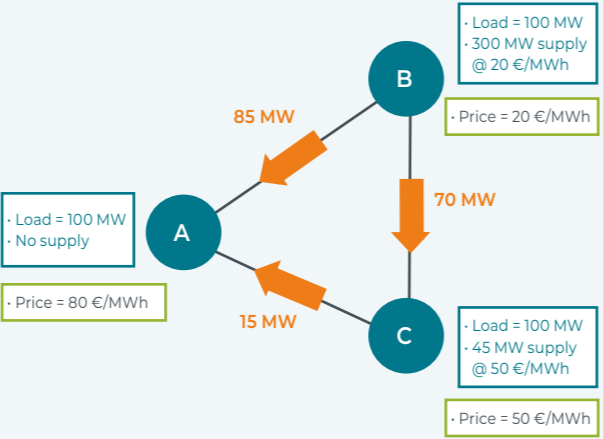 • Load = 100 MW
• 300 MW supply
@ 20 €/MWh
B
• Price = 20 €/MWh
85 MW
70 MW
• Load = 100 MW
• No supply
A
• Price = 80 €/MWh
15 MW
C
• Load = 100 MW
• 45 MW supply
@ 50 €/MWh
• Price = 50 €/MWh